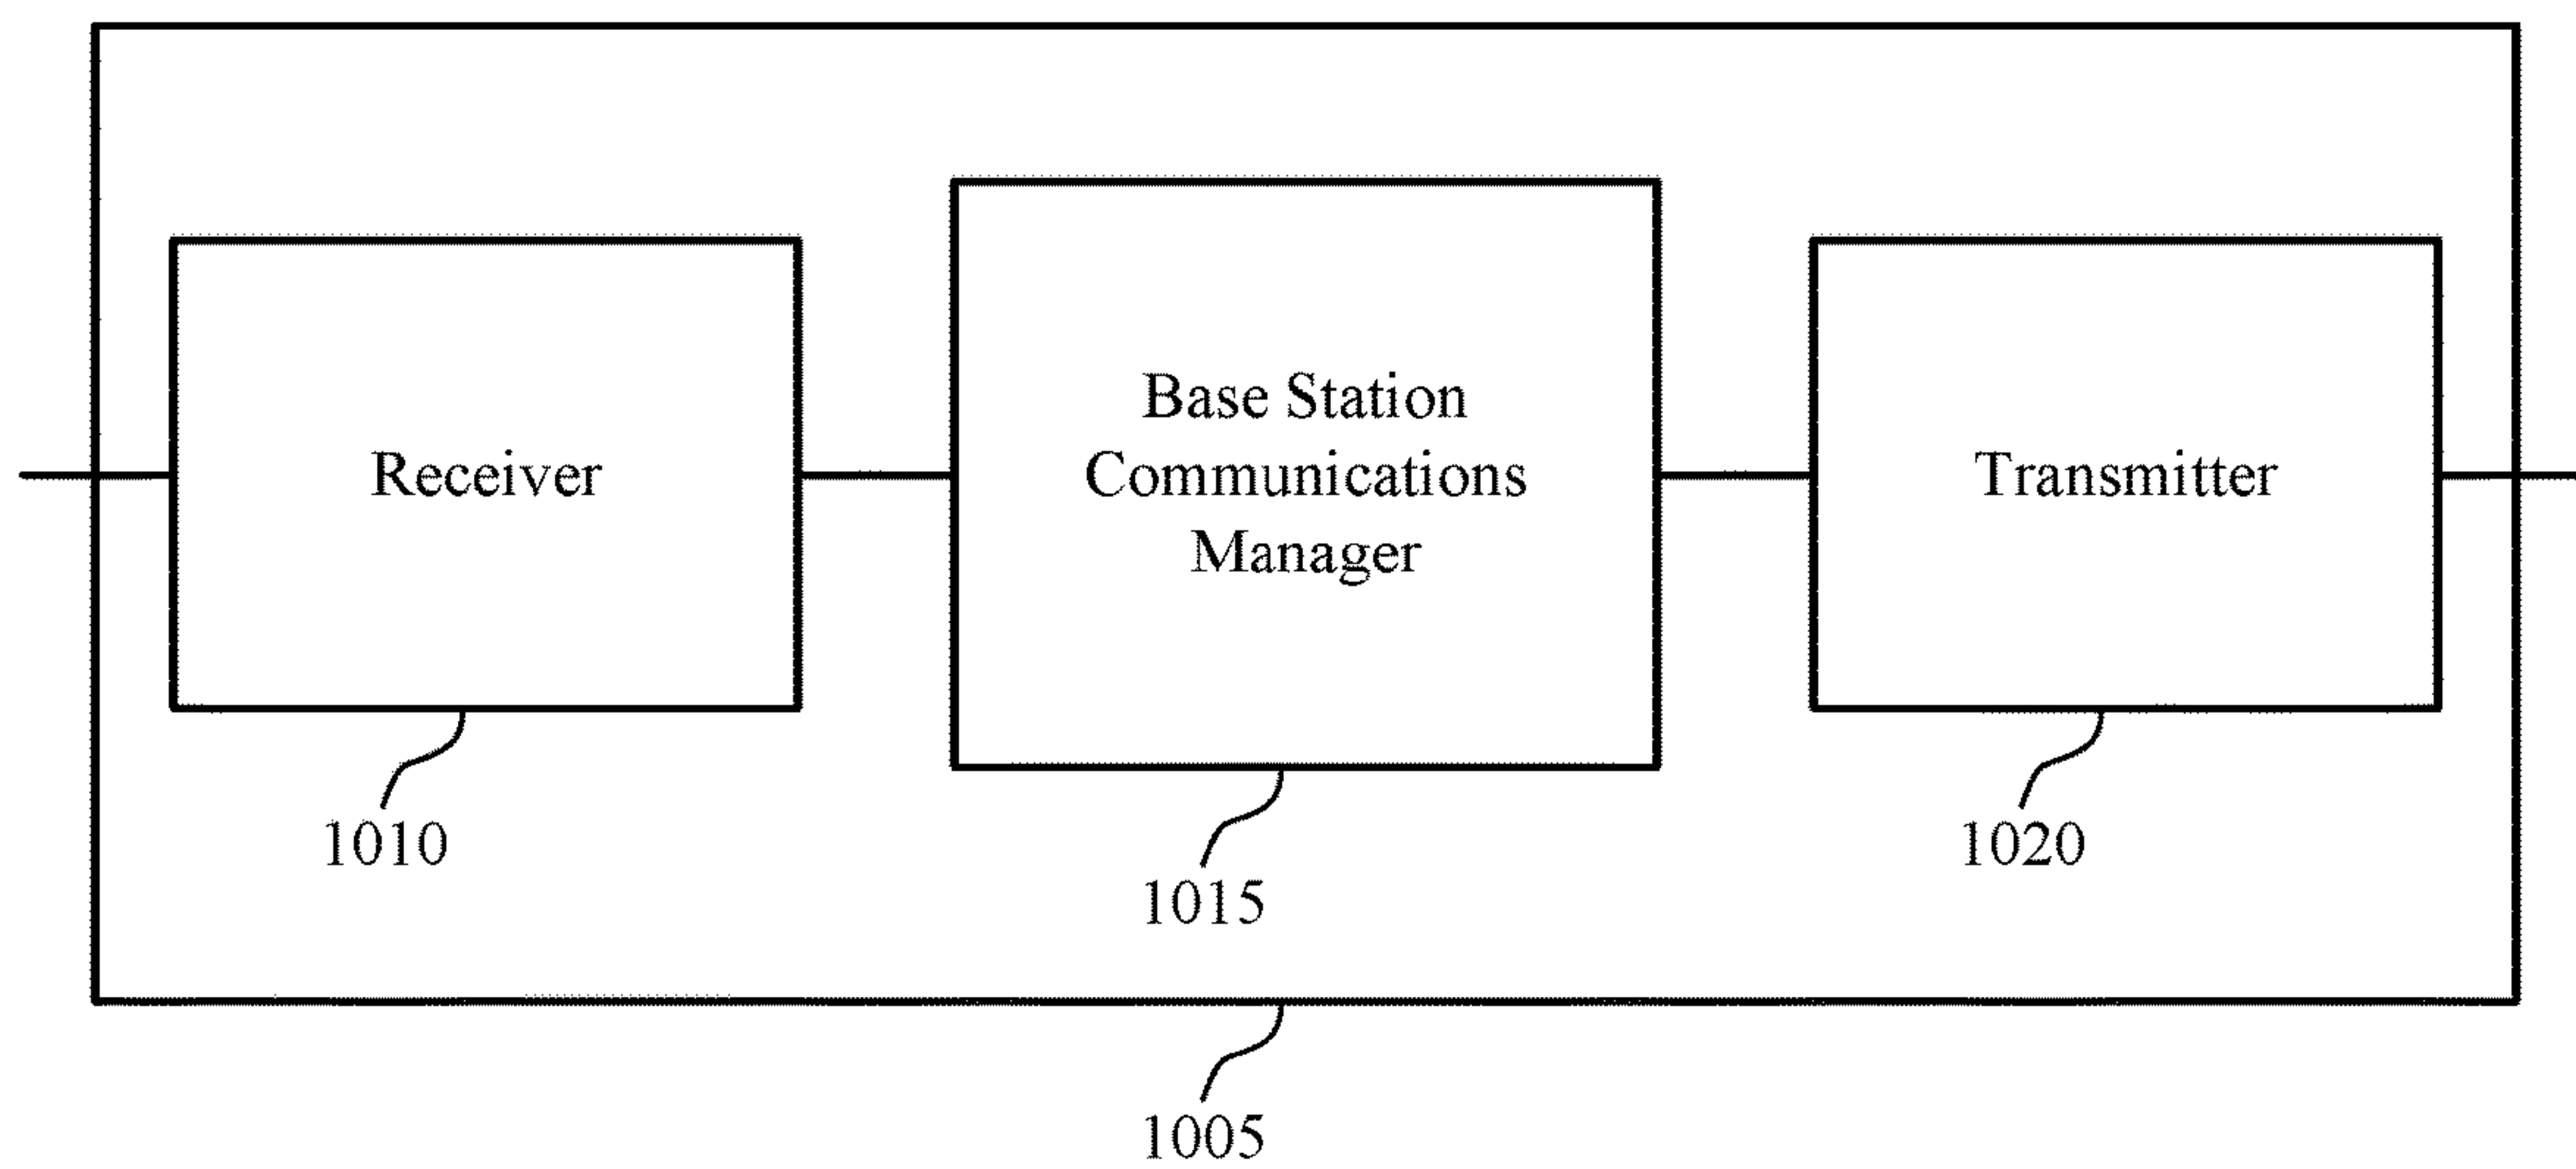 Receiver
Base Station
Communications
Manager
Transmitter
1010
1015
1020
1005